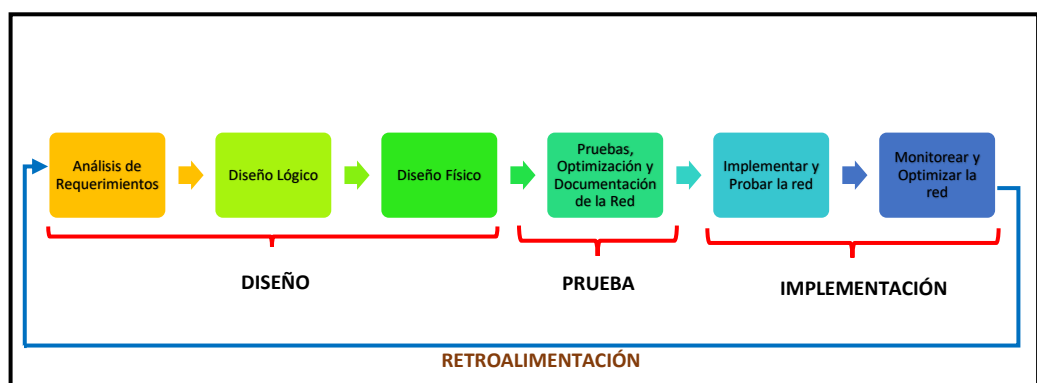 Análisis de
Requerimientos
Diseño Lógico
Diseño Físico
Pruebas,
Optimización y
Documentación
de la Red
Implementar y
Probar la red
Monitorear y
Optimizar la
red
DISEÑO
PRUEBA
IMPLEMENTACIÓN
RETROALIMENTACIÓN